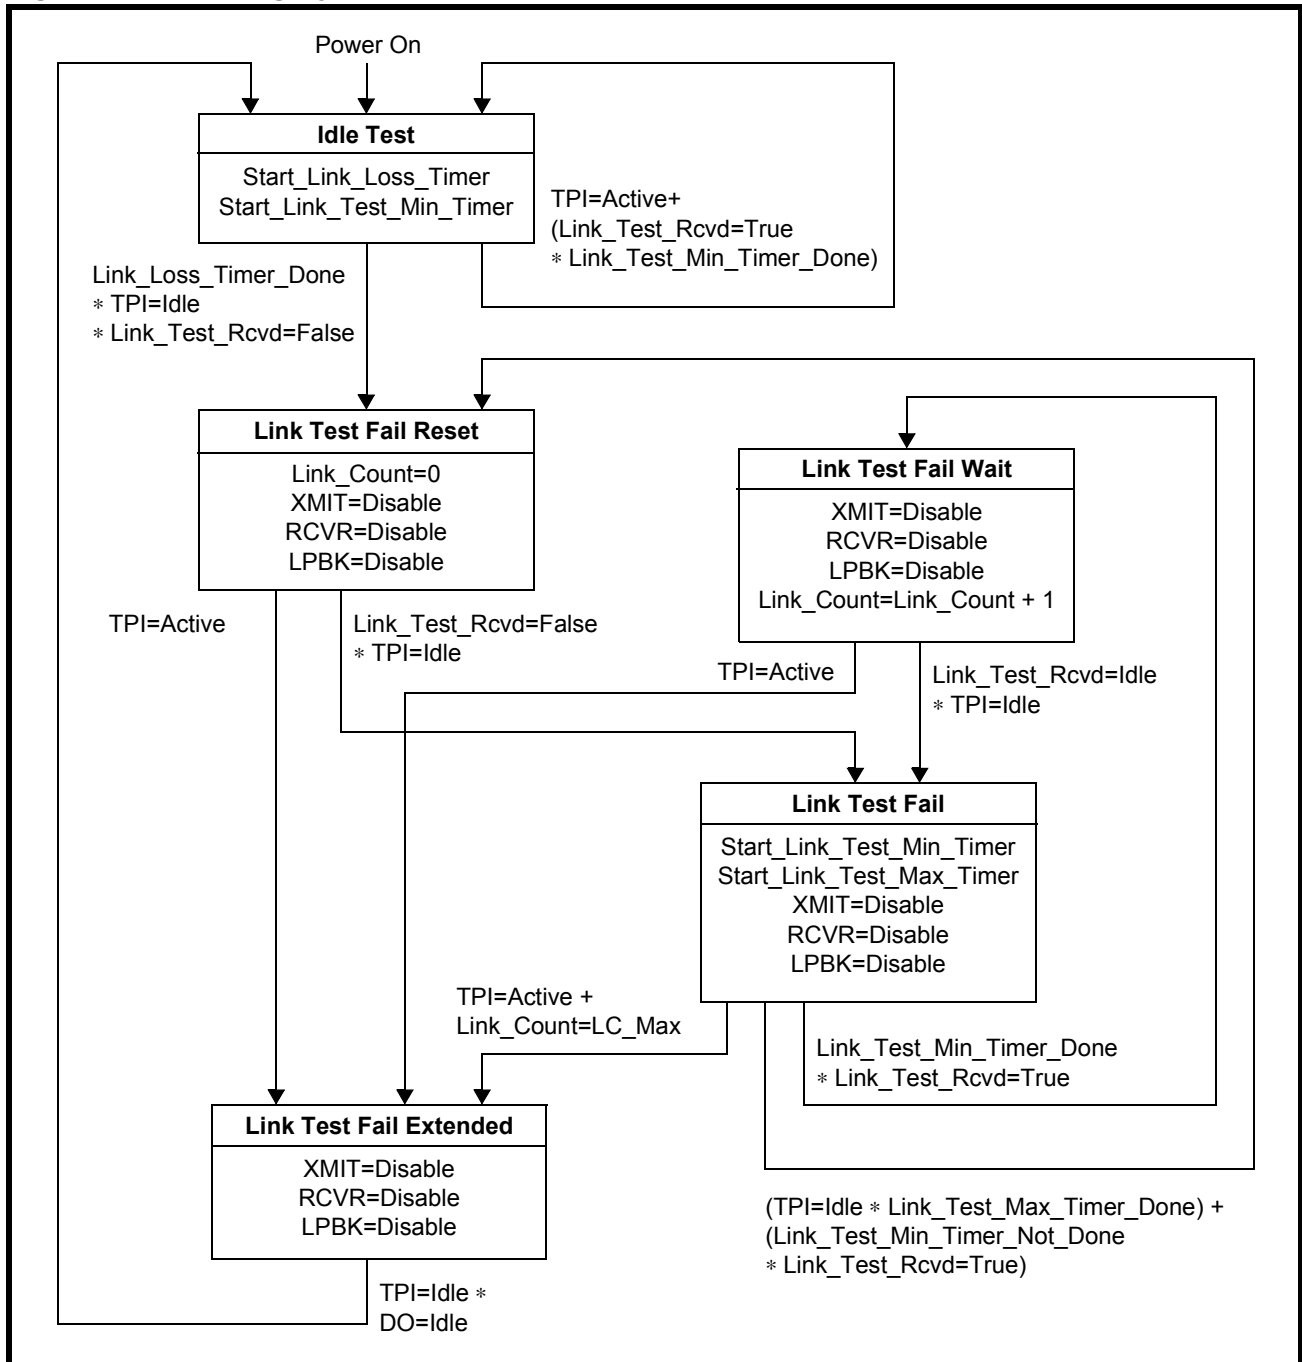 Power On
Idle Test
Start_Link_Loss_Timer
Start_Link_Test_Min_Timer
TPI=Active+
(Link_Test_Rcvd=True
* Link_Test_Min_Timer_Done)
Link_Loss_Timer_Done
* TPI=Idle
* Link_Test_Rcvd=False
Link Test Fail Reset
Link_Count=0
XMIT=Disable
RCVR=Disable
LPBK=Disable
Link Test Fail Wait
XMIT=Disable
RCVR=Disable
LPBK=Disable
Link_Count=Link_Count + 1
TPI=Active
Link_Test_Rcvd=False
* TPI=Idle
TPI=Active
Link_Test_Rcvd=Idle
* TPI=Idle
Link Test Fail
Start_Link_Test_Min_Timer
Start_Link_Test_Max_Timer
XMIT=Disable
RCVR=Disable
LPBK=Disable
TPI=Active +
Link_Count=LC_Max
Link_Test_Min_Timer_Done
* Link_Test_Rcvd=True
Link Test Fail Extended
XMIT=Disable
RCVR=Disable
LPBK=Disable
(TPI=Idle * Link_Test_Max_Timer_Done) +
(Link_Test_Min_Timer_Not_Done
* Link_Test_Rcvd=True)
TPI=Idle *
DO=Idle